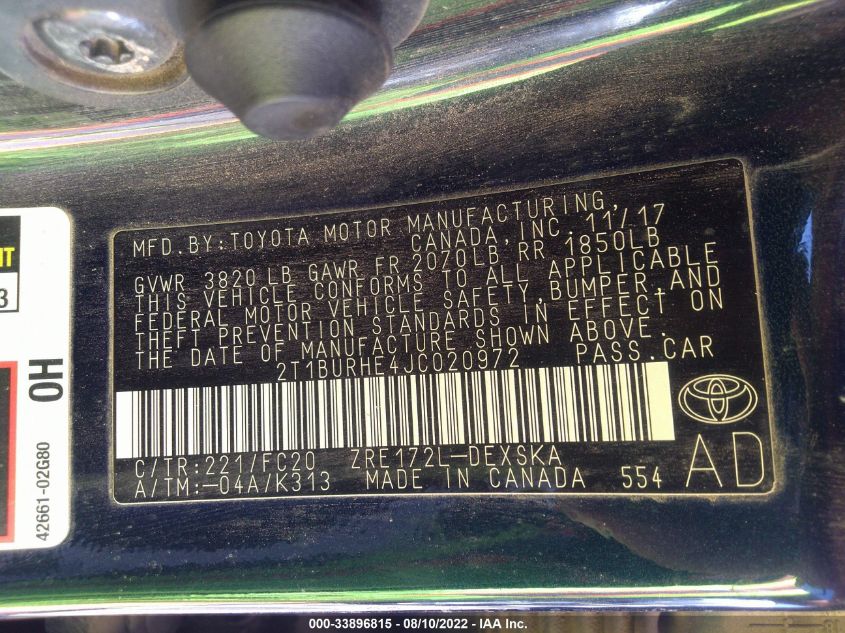 MFD.BY:TOYOTA MOTOR MANUFACTURING,
CANADA, INC. 11/17
GVWR 3820 LB GAWR FR 2070LB RR 1850LB
THIS VEHICLE CONFORMS TO ALL APPLICABLE
FEDERAL MOTOR VEHICLE SAFETY, BUMPER, AND
THEFT PREVENTION STANDARDS IN EFFECT ON
THE DATE OF MANUFACTURE SHOWN ABOVE.
2T1BURHE4JC020972 PASS.CAR
C/TR:221/FC20 ZRE172L-DEXSKA
A/TM:-04A/K313 MADE IN CANADA 554
AD
3
OH
42661-02G80
000-33896815 - 08/10/2022 - IAA Inc.